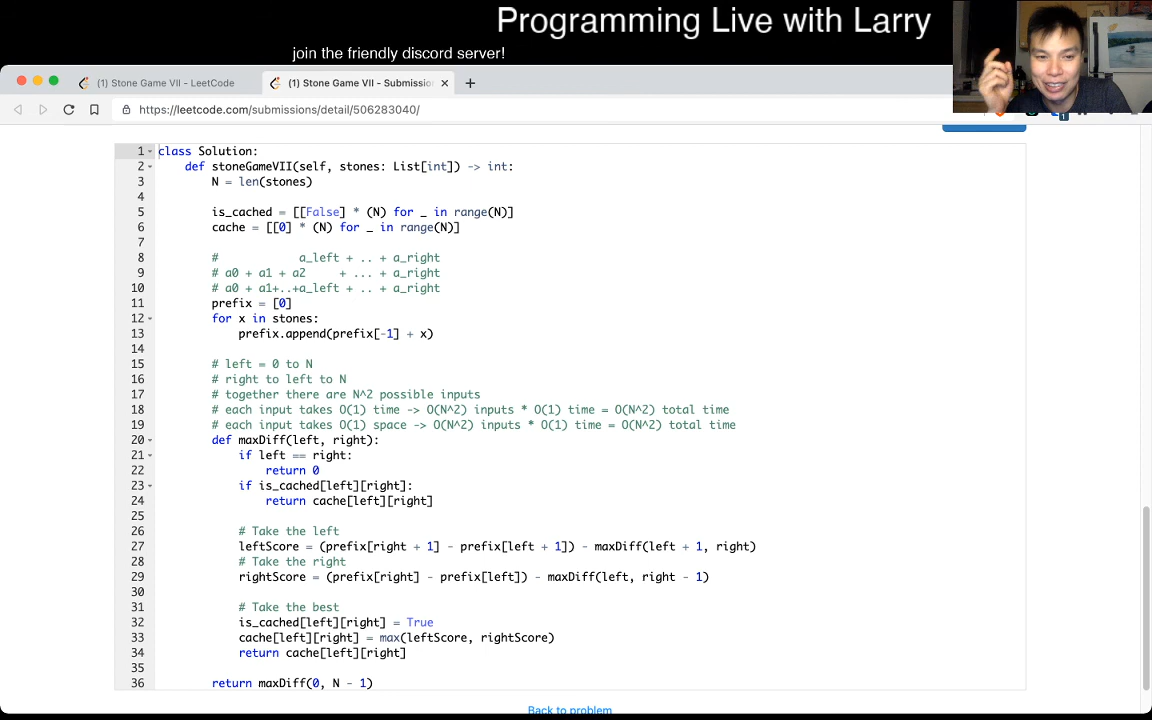 Programming Live with Larry
join the friendly discord server!
(1) Stone Game VII - LeetCode
(1) Stone Game VII - Submissio
https://leetcode.com/submissions/detail/506283040/
1 class Solution:
2 def stoneGameVII(self, stones: List[int]) -> int:
3 N = len(stones)
4
5 is_cached = [[False] * (N) for _ in range(N)]
6 cache = [[0] * (N) for _ in range(N)]
7
8 # a_left + .. + a_right
9 # a0 + a1 + a2 + ... + a_right
10 # a0 + a1+..+a_left + .. + a_right
11 prefix = [0]
12 for x in stones:
13 prefix.append(prefix[-1] + x)
14
15 # left = 0 to N
16 # right to left to N
17 # together there are N^2 possible inputs
18 # each input takes O(1) time -> O(N^2) inputs * O(1) time = O(N^2) total time
19 # each input takes O(1) space -> O(N^2) inputs * O(1) time = O(N^2) total time
20 def maxDiff(left, right):
21 if left == right:
22 return 0
23 if is_cached[left][right]:
24 return cache[left][right]
25
26 # Take the left
27 leftScore = (prefix[right + 1] - prefix[left + 1]) - maxDiff(left + 1, right)
28 # Take the right
29 rightScore = (prefix[right] - prefix[left]) - maxDiff(left, right - 1)
30
31 # Take the best
32 is_cached[left][right] = True
33 cache[left][right] = max(leftScore, rightScore)
34 return cache[left][right]
35
36 return maxDiff(0, N - 1)
Back to problem